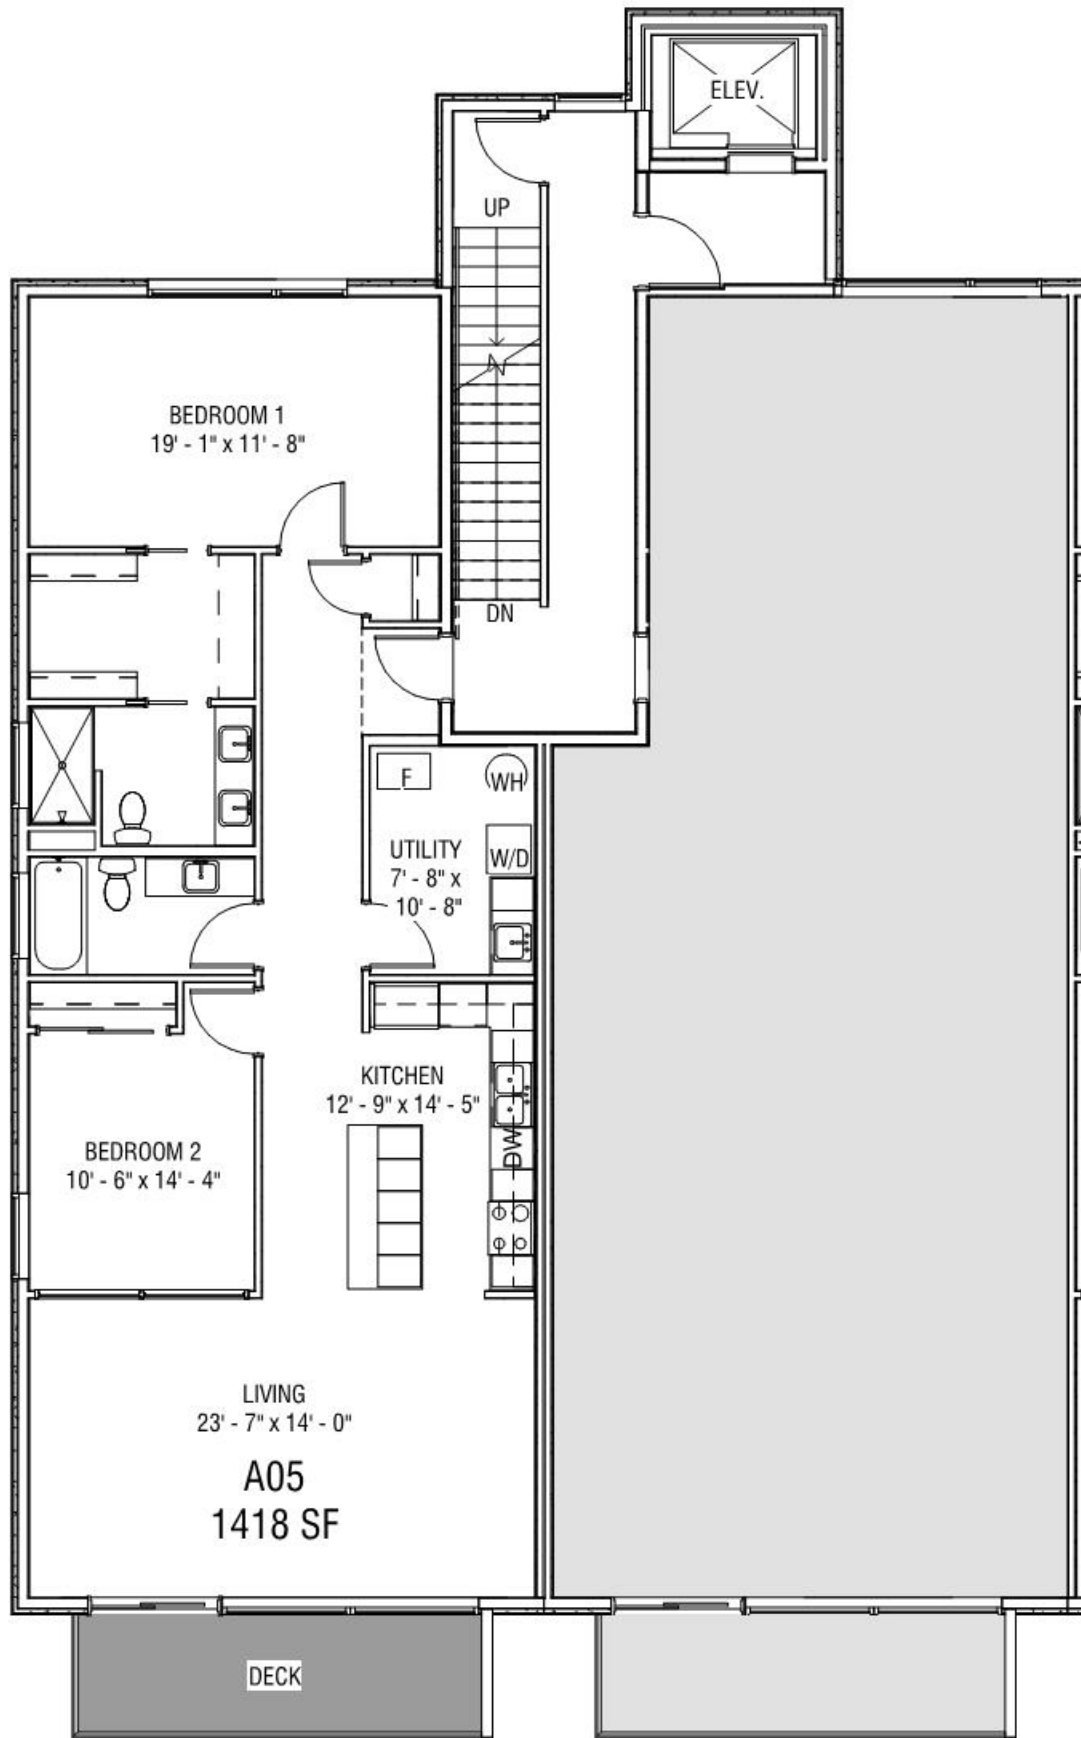 ELEV.
UP
BEDROOM 1
19' - 1" x 11' - 8"
DN
F
WH
UTILITY
7' - 8" x
10' - 8"
W/D
KITCHEN
12' - 9" x 14' - 5"
DW
BEDROOM 2
10' - 6" x 14' - 4"
LIVING
23' - 7" x 14' - 0"
A05
1418 SF
DECK